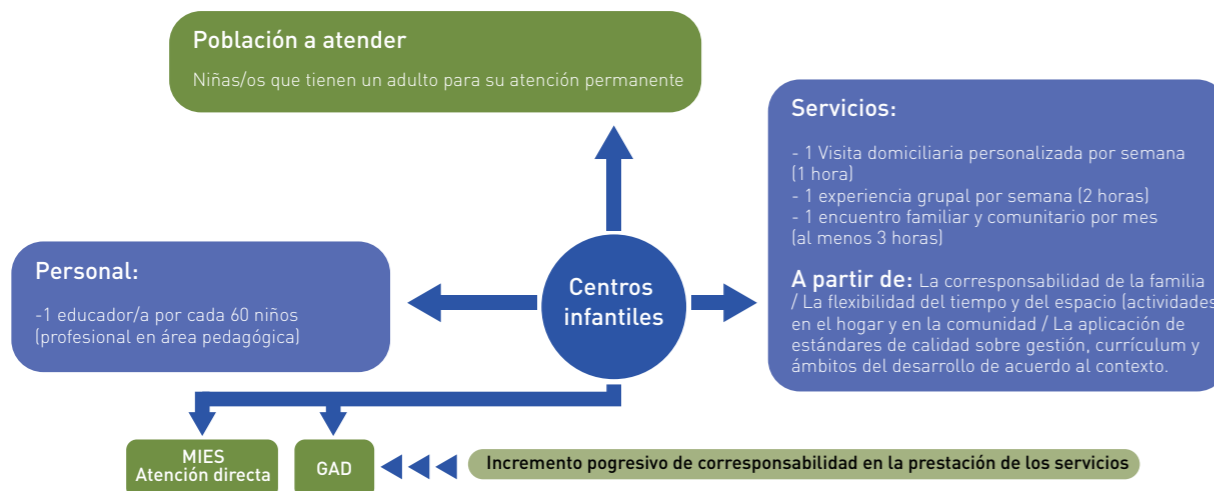 Población a atender
Niñas/os que tienen un adulto para su atención permanente
Servicios:
- 1 Visita domiciliaria personalizada por semana
(1 hora)
- 1 experiencia grupal por semana (2 horas)
- 1 encuentro familiar y comunitario por mes
(al menos 3 horas)
A partir de: La corresponsabilidad de la familia
/ La flexibilidad del tiempo y del espacio (actividades
en el hogar y en la comunidad / La aplicación de
estándares de calidad sobre gestión, currículum y
ámbitos del desarrollo de acuerdo al contexto.
Personal:
-1 educador/a por cada 60 niños
(profesional en área pedagógica)
Centros
infantiles
MIES
Atención directa
GAD
Incremento pogresivo de corresponsabilidad en la prestación de los servicios